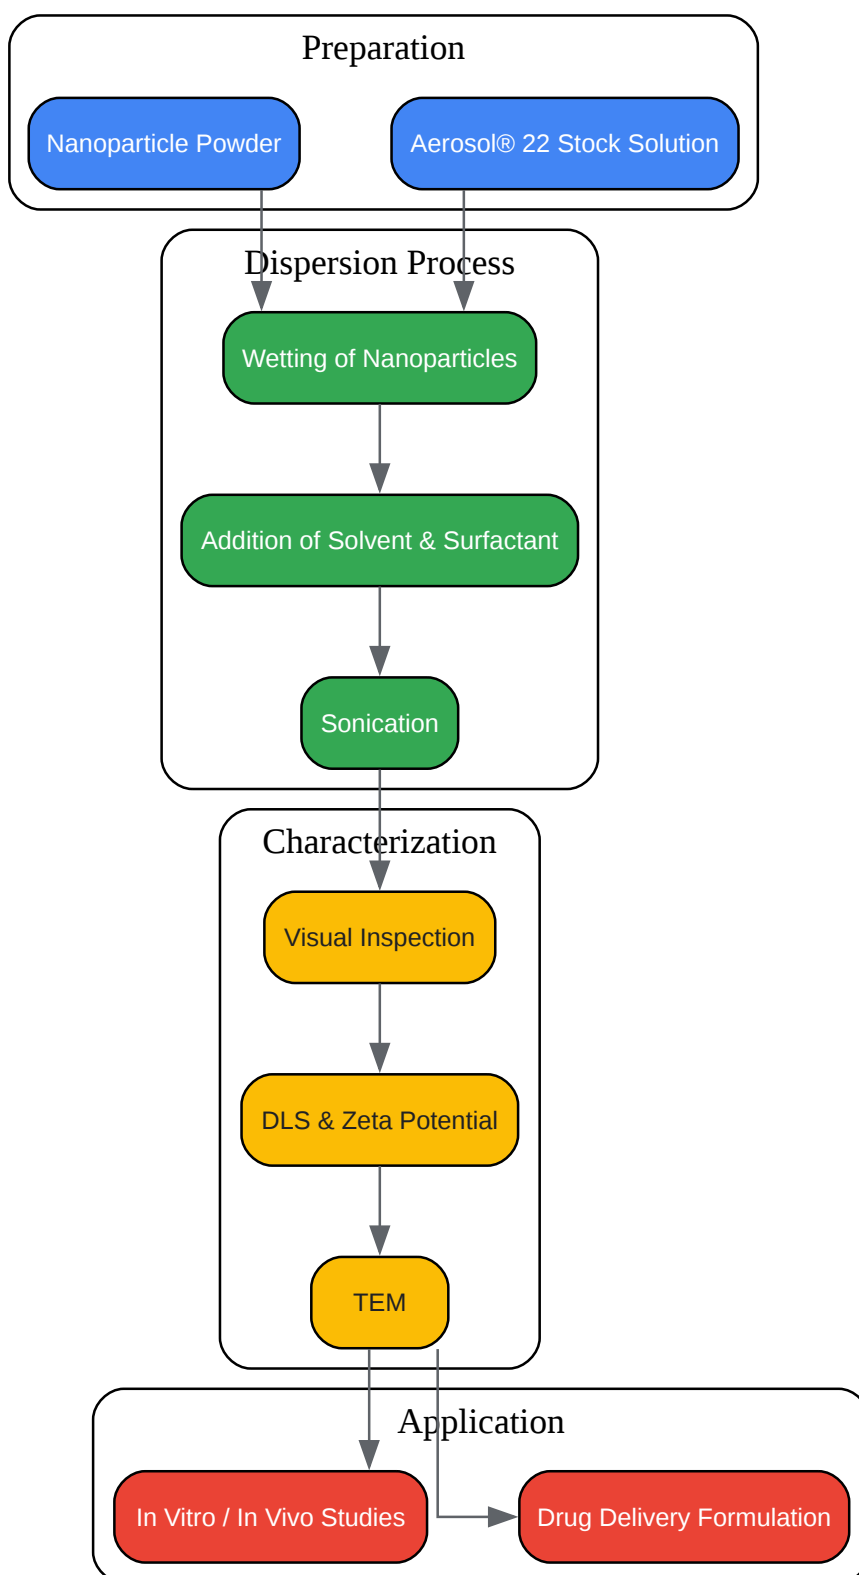 Preparation
Nanoparticle Powder
Aerosol® 22 Stock Solution
Dispersion Process
Wetting of Nanoparticles
Addition of Solvent & Surfactant
Sonication
Characterization
Visual Inspection
DLS & Zeta Potential
TEM
Application
In Vitro / In Vivo Studies
Drug Delivery Formulation